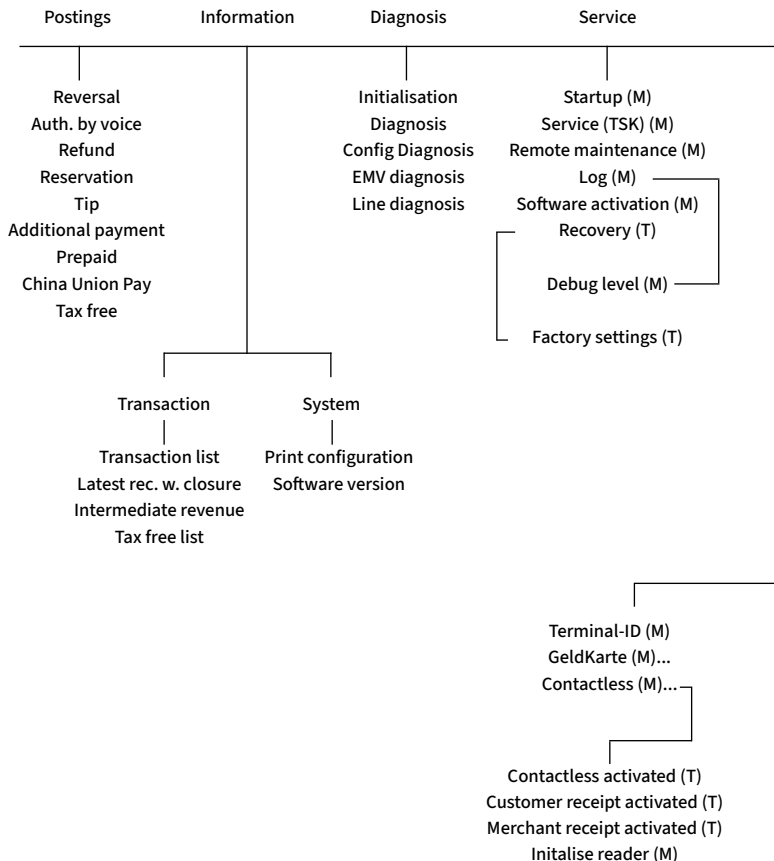 Postings
Information
Diagnosis
Service
Reversal
Auth. by voice
Refund
Reservation
Tip
Additional payment
Prepaid
China Union Pay
Tax free
Initialisation
Diagnosis
Config Diagnosis
EMV diagnosis
Line diagnosis
Startup (M)
Service (TSK) (M)
Remote maintenance (M)
Log (M)
Software activation (M)
Recovery (T)
Debug level (M)
Factory settings (T)
Transaction
System
Transaction list
Latest rec. w. closure
Intermediate revenue
Tax free list
Print configuration
Software version
Terminal-ID (M)
GeldKarte (M)...
Contactless (M)...
Contactless activated (T)
Customer receipt activated (T)
Merchant receipt activated (T)
Initalise reader (M)